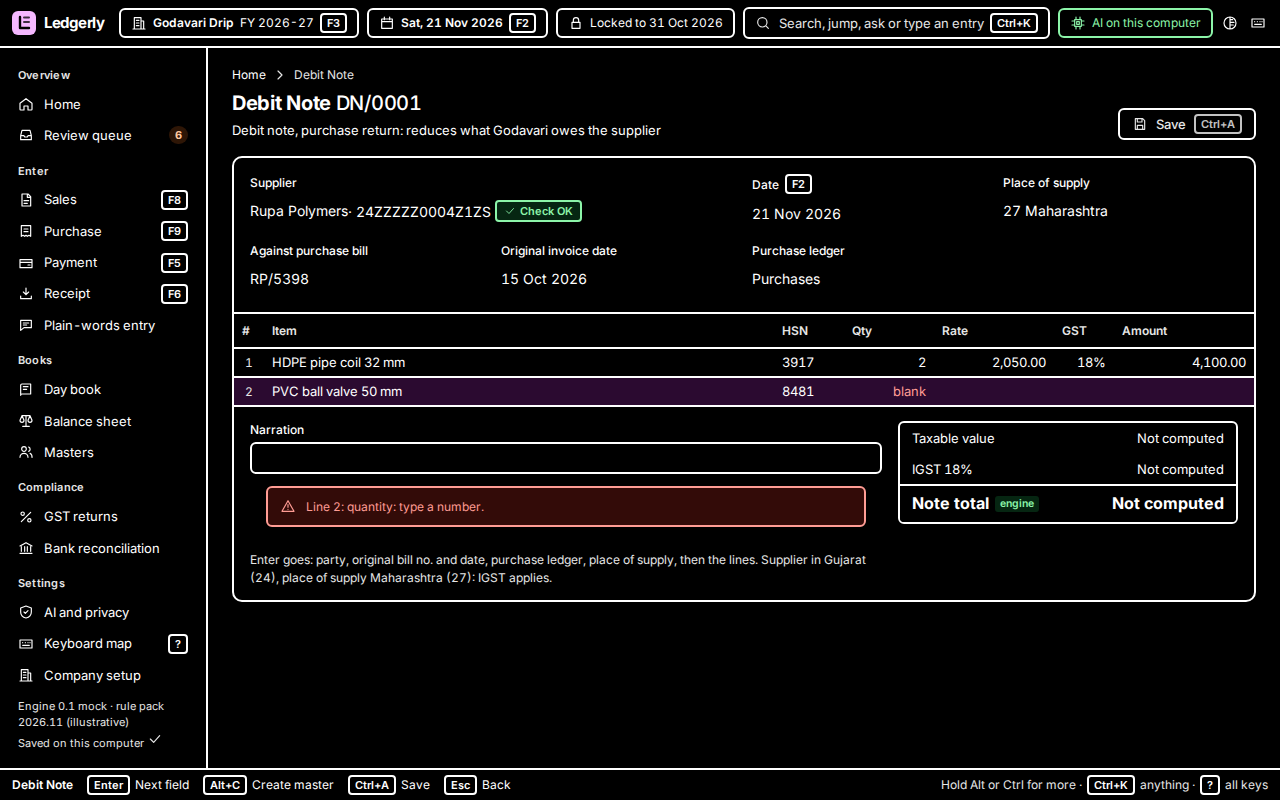 Ledgerly
Godavari Drip FY 2026-27 F3
Sat, 21 Nov 2026 F2
Locked to 31 Oct 2026
Search, jump, ask or type an entry Ctrl+K
AI on this computer
Overview
Home
Review queue 6
Enter
Sales F8
Purchase F9
Payment F5
Receipt F6
Plain-words entry
Books
Day book
Balance sheet
Masters
Compliance
GST returns
Bank reconciliation
Settings
AI and privacy
Keyboard map ?
Company setup
Engine 0.1 mock · rule pack
2026.11 (illustrative)
Saved on this computer
Home > Debit Note
Debit Note DN/0001
Debit note, purchase return: reduces what Godavari owes the supplier
Save Ctrl+A
Supplier
Rupa Polymers· 24ZZZZZ0004Z1ZS Check OK
Date F2
21 Nov 2026
Place of supply
27 Maharashtra
Against purchase bill
RP/5398
Original invoice date
15 Oct 2026
Purchase ledger
Purchases
# Item HSN Qty Rate GST Amount
1 HDPE pipe coil 32 mm 3917 2 2,050.00 18% 4,100.00
2 PVC ball valve 50 mm 8481 blank
Narration
Line 2: quantity: type a number.
Enter goes: party, original bill no. and date, purchase ledger, place of supply, then the lines. Supplier in Gujarat
(24), place of supply Maharashtra (27): IGST applies.
Taxable value Not computed
IGST 18% Not computed
Note total engine Not computed
Debit Note Enter Next field Alt+C Create master Ctrl+A Save Esc Back
Hold Alt or Ctrl for more · Ctrl+K anything · ? all keys